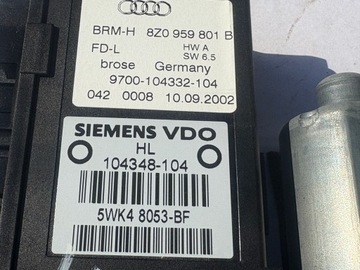 BRM-H 8Z0 959 801 B
FD-L HW A
SW 6.5
brose Germany
9700-104332-104
042 0008 10.09.2002
SIEMENS VDO
HL
104348-104
5WK4 8053-BF